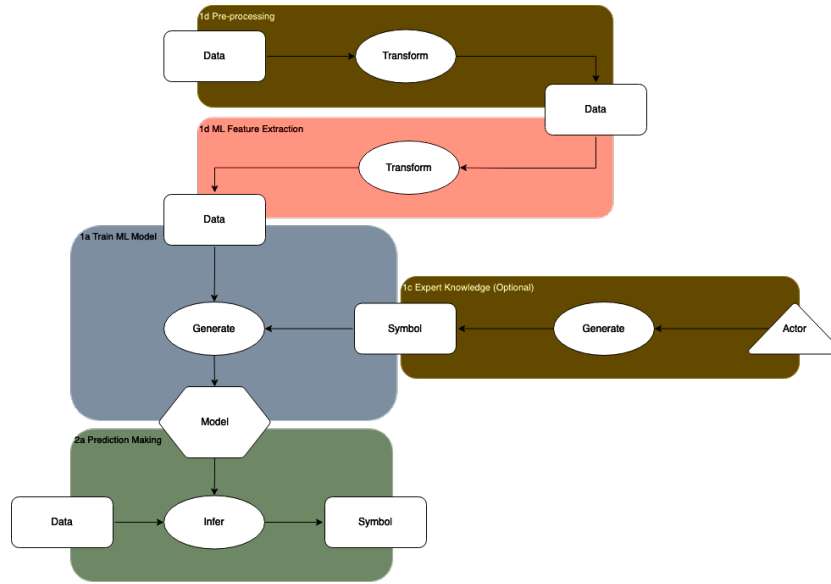 1d Pre-processing
Data
Transform
Data
1d ML Feature Extraction
Transform
Data
1a Train ML Model
1c Expert Knowledge (Optional)
Generate
Symbol
Generate
Actor
Model
2a Prediction Making
Data
Infer
Symbol